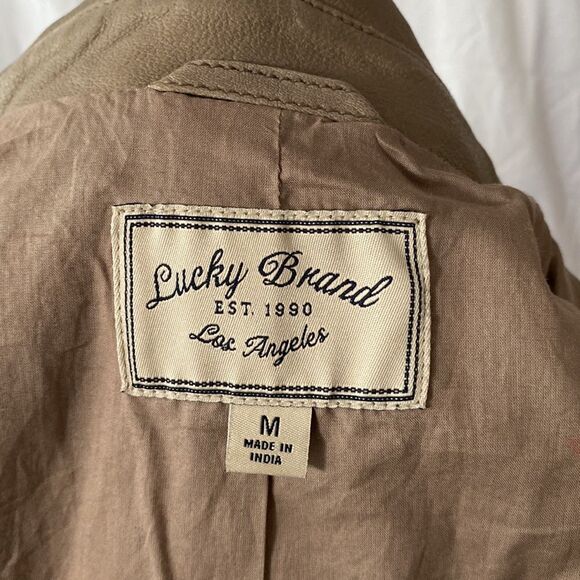 Lucky Brand
EST. 1990
Los Angeles
M
MADE IN
INDIA